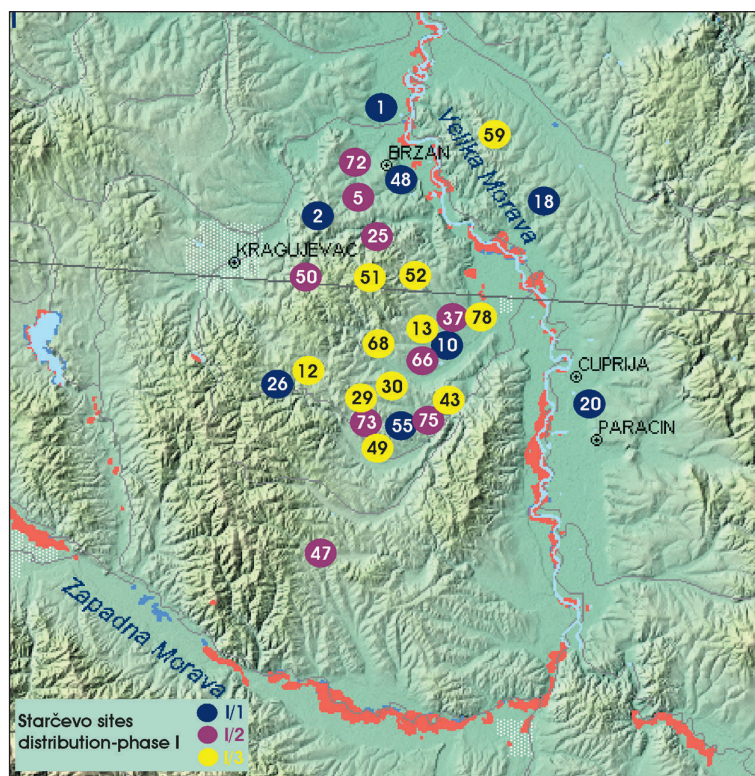 1
59
BRZAN
72
48
Velika Morava
5
18
2
25
KRAGUJEVAC
50
51
52
37
78
13
10
68
66
CUPRIJA
12
26
30
29
43
20
73
55
75
PARACIN
49
47
Zapadna Morava
Starčevo sites
distribution-phase I
I/1
I/2
I/3